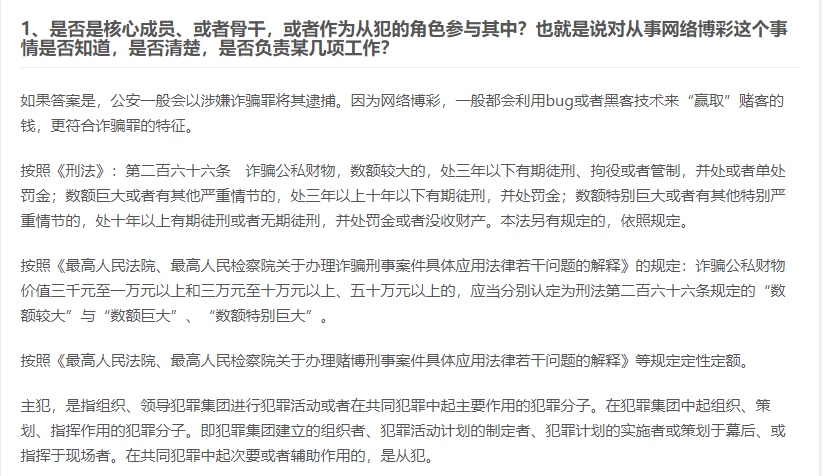 1、是否是核心成员、或者骨干，或者作为从犯的角色参与其中？也就是说对从事网络博彩这个事
情是否知道，是否清楚，是否负责某几项工作？
如果答案是，公安一般会以涉嫌诈骗罪将其逮捕。因为网络博彩，一般都会利用bug或者黑客技术来“赢取”赌客的
钱，更符合诈骗罪的特征。
按照《刑法》：第二百六十六条　诈骗公私财物，数额较大的，处三年以下有期徒刑、拘役或者管制，并处或者单处
罚金；数额巨大或者有其他严重情节的，处三年以上十年以下有期徒刑，并处罚金；数额特别巨大或者有其他特别严
重情节的，处十年以上有期徒刑或者无期徒刑，并处罚金或者没收财产。本法另有规定的，依照规定。
按照《最高人民法院、最高人民检察院关于办理诈骗刑事案件具体应用法律若干问题的解释》的规定：诈骗公私财物
价值三千元至一万元以上和三万元至十万元以上、五十万元以上的，应当分别认定为刑法第二百六十六条规定的“数
额较大”与“数额巨大”、“数额特别巨大”。
按照《最高人民法院、最高人民检察院关于办理赌博刑事案件具体应用法律若干问题的解释》等规定定性定额。
主犯，是指组织、领导犯罪集团进行犯罪活动或者在共同犯罪中起主要作用的犯罪分子。在犯罪集团中起组织、策
划、指挥作用的犯罪分子。即犯罪集团建立的组织者、犯罪活动计划的制定者、犯罪计划的实施者或策划于幕后、或
指挥于现场者。在共同犯罪中起次要或者辅助作用的，是从犯。